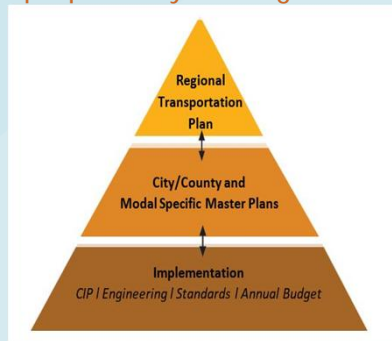 Regional
Transportation
Plan
City/County and
Modal Specific Master Plans
Implementation
CIP | Engineering | Standards | Annual Budget